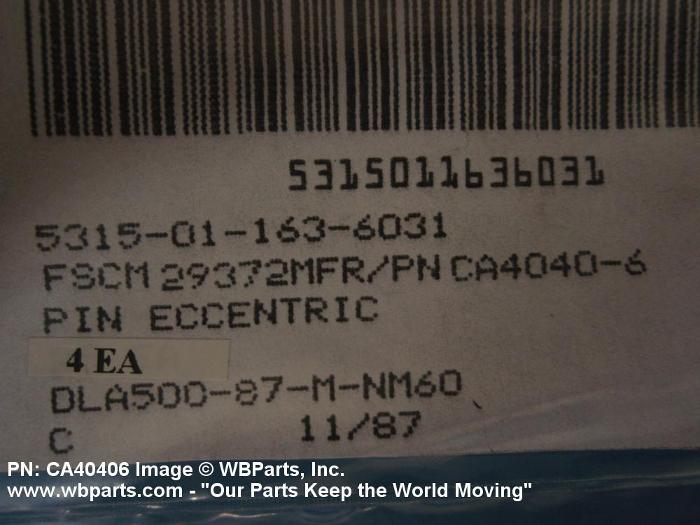 5315011636031
5315-01-163-6031
FSCM 29372MFR/PN CA4040-6
PIN ECCENTRIC
4 EA
DLA500-87-M-NM60
C 11/87
PN: CA40406 Image © WBParts, Inc.
www.wbparts.com - "Our Parts Keep the World Moving"